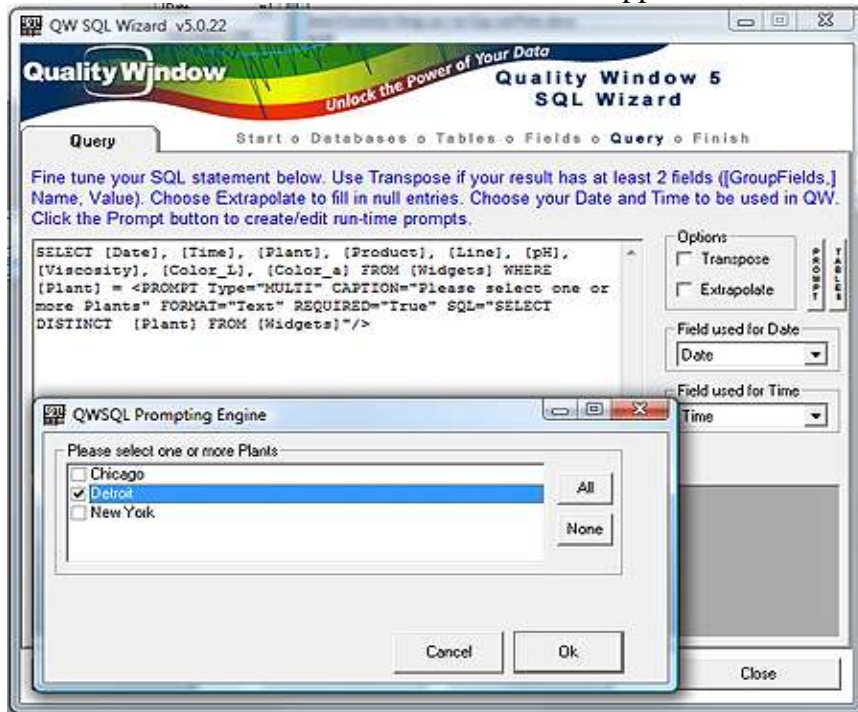 QW SQL Wizard v5.0.22
Quality Window
Unlock the Power of Your Data
Quality Window 5
SQL Wizard
Query
Start o Databases o Tables o Fields o Query o Finish
Fine tune your SQL statement below. Use Transpose if your result has at least 2 fields ([GroupFields,]
Name, Value). Choose Extrapolate to fill in null entries. Choose your Date and Time to be used in QW.
Click the Prompt button to create/edit run-time prompts.
SELECT [Date], [Time], [Plant], [Product], [Line], [pH],
[Viscosity], [Color_L], [Color_a] FROM [Widgets] WHERE
[Plant] = <PROMPT Type="MULTI" CAPTION="Please select one or
more Plants" FORMAT="Text" REQUIRED="True" SQL="SELECT
DISTINCT [Plant] FROM [Widgets]"/>
Options
Transpose
Extrapolate
PROMPT
TABLES
Field used for Date
Date
Field used for Time
Time
QWSQL Prompting Engine
Please select one or more Plants
Chicago
Detroit
New York
All
None
Cancel
Ok
Close